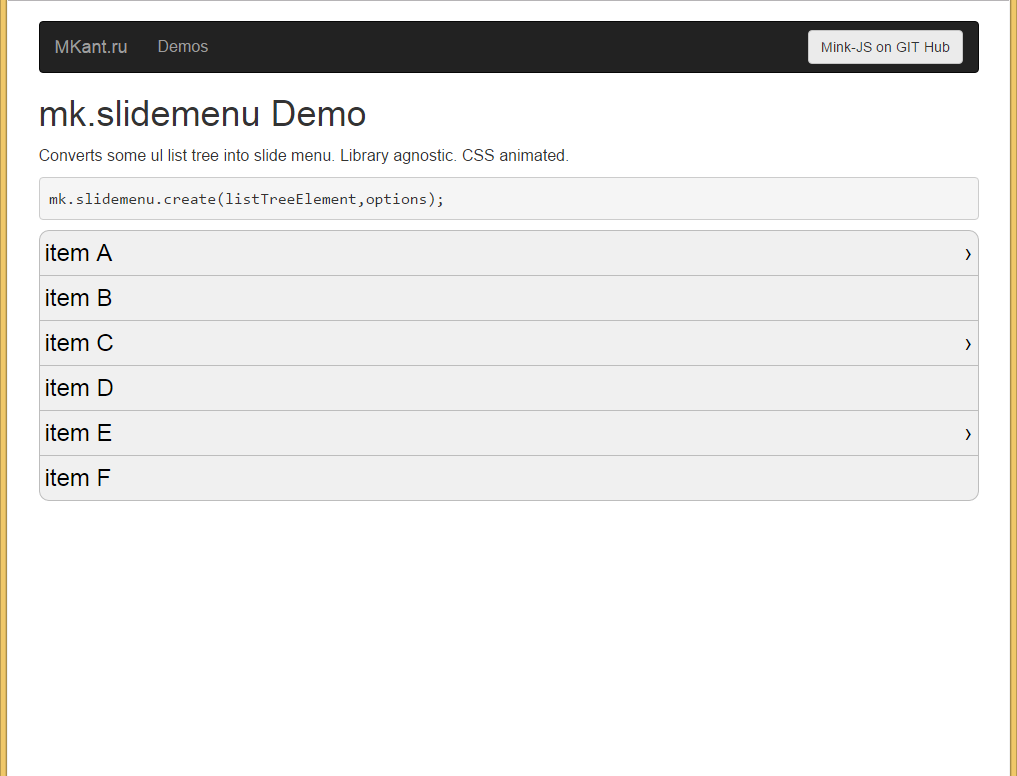 MKant.ru Demos Mink-JS on GIT Hub
mk.slidemenu Demo
Converts some ul list tree into slide menu. Library agnostic. CSS animated.
mk.slidemenu.create(listTreeElement,options);
item A ›
item B
item C ›
item D
item E ›
item F